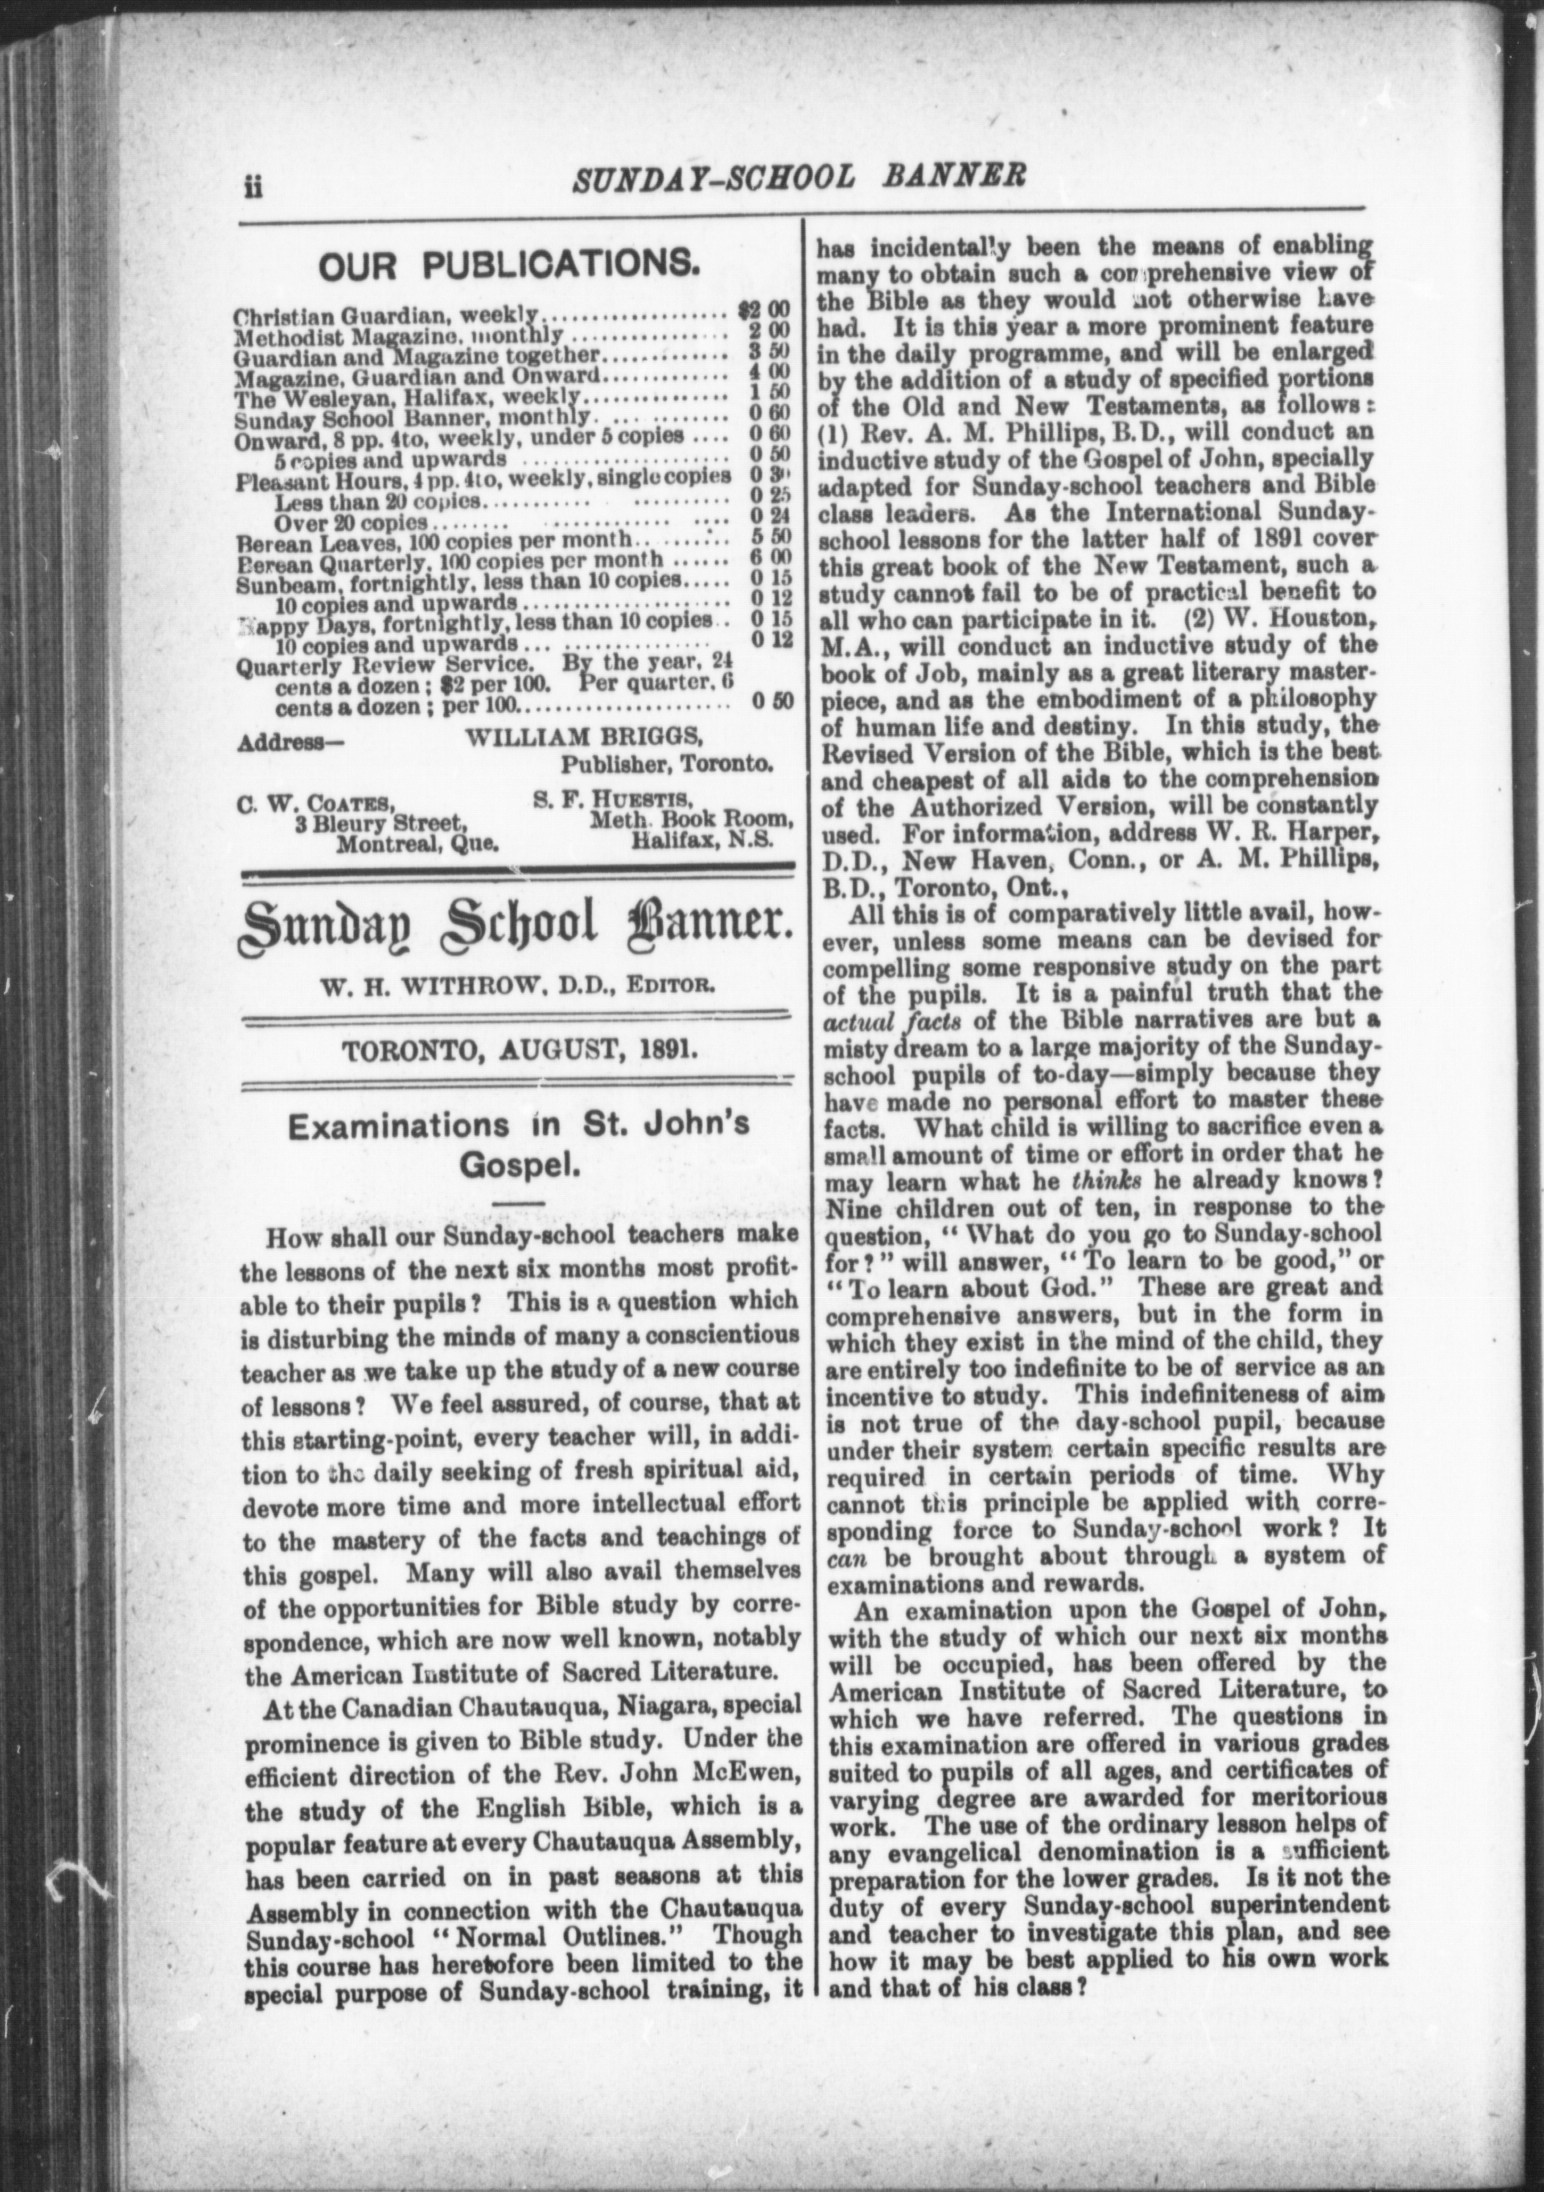 ii
SUNDAY-SCHOOL BANNER
OUR PUBLICATIONS.
Christian Guardian, weekly.................... $2 00
Methodist Magazine, monthly................ 2 00
Guardian and Magazine together............. 3 50
Magazine, Guardian and Onward............. 4 00
The Wesleyan, Halifax, weekly............... 1 50
Sunday School Banner, monthly............. 0 60
Onward, 8 pp. 4to, weekly, under 5 copies .... 0 60
5 copies and upwards .................... 0 50
Pleasant Hours, 4 pp. 4to, weekly, single copies 0 30
Less than 20 copies..................... 0 25
Over 20 copies........ ............ .... 0 24
Berean Leaves, 100 copies per month......... 5 50
Berean Quarterly, 100 copies per month ...... 6 00
Sunbeam, fortnightly, less than 10 copies..... 0 15
10 copies and upwards.................... 0 12
Happy Days, fortnightly, less than 10 copies.. 0 15
10 copies and upwards... ............... 0 12
Quarterly Review Service. By the year, 24
cents a dozen; $2 per 100. Per quarter, 6
cents a dozen; per 100..................... 0 50
Address— WILLIAM BRIGGS,
Publisher, Toronto.
C. W. COATES,
3 Bleury Street,
Montreal, Que.
S. F. HUESTIS,
Meth. Book Room,
Halifax, N.S.
Sunday School Banner.
W. H. WITHROW, D.D., EDITOR.
TORONTO, AUGUST, 1891.
Examinations in St. John's
Gospel.
How shall our Sunday-school teachers make
the lessons of the next six months most profit-
able to their pupils? This is a question which
is disturbing the minds of many a conscientious
teacher as we take up the study of a new course
of lessons? We feel assured, of course, that at
this starting-point, every teacher will, in addi-
tion to the daily seeking of fresh spiritual aid,
devote more time and more intellectual effort
to the mastery of the facts and teachings of
this gospel. Many will also avail themselves
of the opportunities for Bible study by corre-
spondence, which are now well known, notably
the American Institute of Sacred Literature.
At the Canadian Chautauqua, Niagara, special
prominence is given to Bible study. Under the
efficient direction of the Rev. John McEwen,
the study of the English Bible, which is a
popular feature at every Chautauqua Assembly,
has been carried on in past seasons at this
Assembly in connection with the Chautauqua
Sunday-school "Normal Outlines." Though
this course has heretofore been limited to the
special purpose of Sunday-school training, it
has incidentally been the means of enabling
many to obtain such a comprehensive view of
the Bible as they would not otherwise have
had. It is this year a more prominent feature
in the daily programme, and will be enlarged
by the addition of a study of specified portions
of the Old and New Testaments, as follows:
(1) Rev. A. M. Phillips, B.D., will conduct an
inductive study of the Gospel of John, specially
adapted for Sunday-school teachers and Bible
class leaders. As the International Sunday-
school lessons for the latter half of 1891 cover
this great book of the New Testament, such a
study cannot fail to be of practical benefit to
all who can participate in it. (2) W. Houston,
M.A., will conduct an inductive study of the
book of Job, mainly as a great literary master-
piece, and as the embodiment of a philosophy
of human life and destiny. In this study, the
Revised Version of the Bible, which is the best
and cheapest of all aids to the comprehension
of the Authorized Version, will be constantly
used. For information, address W. R. Harper,
D.D., New Haven, Conn., or A. M. Phillips,
B.D., Toronto, Ont.,
All this is of comparatively little avail, how-
ever, unless some means can be devised for
compelling some responsive study on the part
of the pupils. It is a painful truth that the
actual facts of the Bible narratives are but a
misty dream to a large majority of the Sunday-
school pupils of to-day—simply because they
have made no personal effort to master these
facts. What child is willing to sacrifice even a
small amount of time or effort in order that he
may learn what he thinks he already knows?
Nine children out of ten, in response to the
question, "What do you go to Sunday-school
for?" will answer, "To learn to be good," or
"To learn about God." These are great and
comprehensive answers, but in the form in
which they exist in the mind of the child, they
are entirely too indefinite to be of service as an
incentive to study. This indefiniteness of aim
is not true of the day-school pupil, because
under their system certain specific results are
required in certain periods of time. Why
cannot this principle be applied with corre-
sponding force to Sunday-school work? It
can be brought about through a system of
examinations and rewards.
An examination upon the Gospel of John,
with the study of which our next six months
will be occupied, has been offered by the
American Institute of Sacred Literature, to
which we have referred. The questions in
this examination are offered in various grades
suited to pupils of all ages, and certificates of
varying degree are awarded for meritorious
work. The use of the ordinary lesson helps of
any evangelical denomination is a sufficient
preparation for the lower grades. Is it not the
duty of every Sunday-school superintendent
and teacher to investigate this plan, and see
how it may be best applied to his own work
and that of his class?